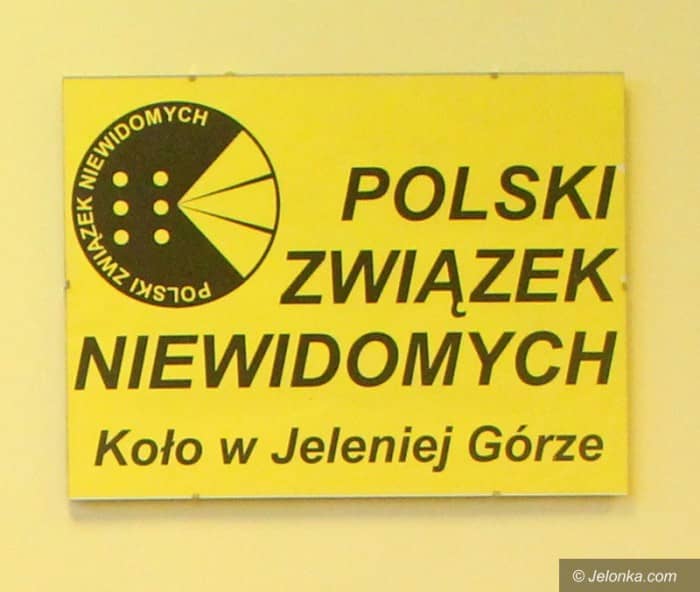 POLSKI ZWIĄZEK NIEWIDOMYCH
POLSKI
ZWIĄZEK
NIEWIDOMYCH
Koło w Jeleniej Górze
© Jelonka.com